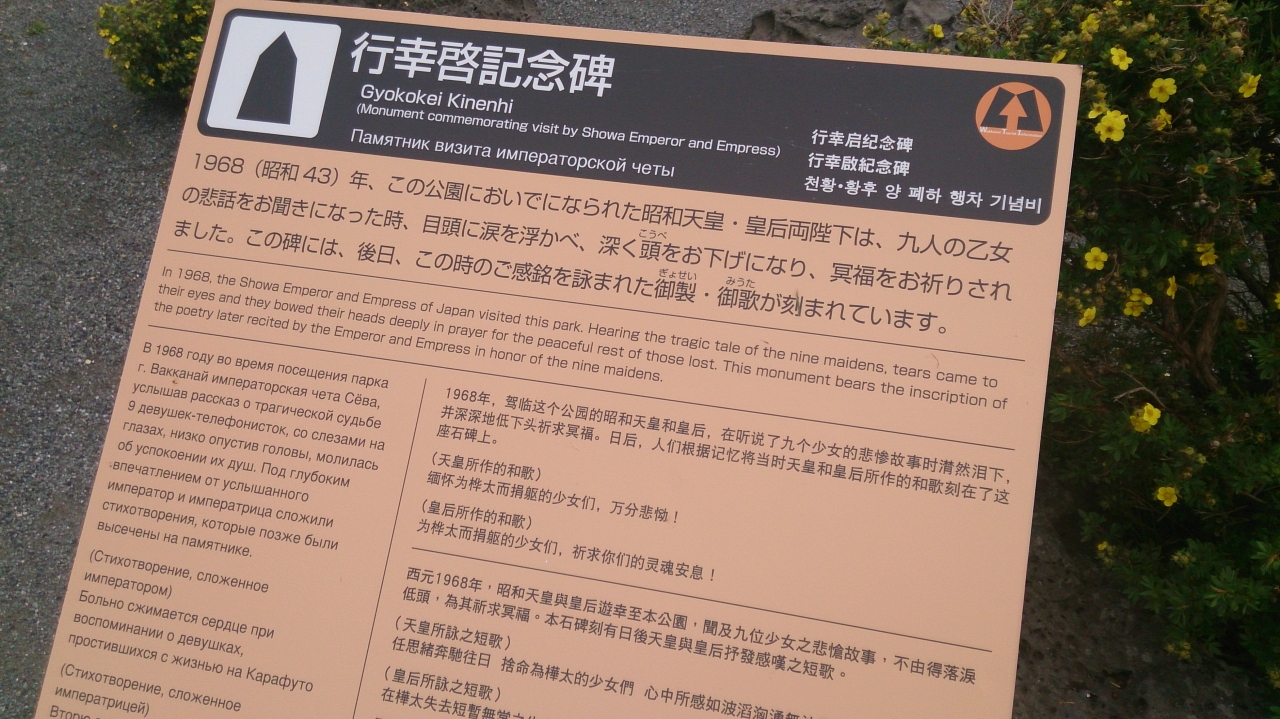 行幸啓記念碑
Gyokokei Kinenhi
(Monument commemorating visit by Showa Emperor and Empress)
Памятник визита императорской четы
行幸启纪念碑
行幸啟紀念碑
천황•황후 양 폐하 행차 기념비
1968（昭和43）年、この公園においでになられた昭和天皇・皇后両陛下は、九人の乙女
の悲話をお聞きになった時、目頭に涙を浮かべ、深く頭をお下げになり、冥福をお祈りされ
こうべ
ました。この碑には、後日、この時のご感銘を詠まれた御製・御歌が刻まれています。
ぎょせい
みうた
In 1968, the Showa Emperor and Empress of Japan visited this park. Hearing the tragic tale of the nine maidens, tears came to
their eyes and they bowed their heads deeply in prayer for the peaceful rest of those lost. This monument bears the inscription of
the poetry later recited by the Emperor and Empress in honor of the nine maidens.
В 1968 году во время посещения парка
г. Вакканай императорская чета Сёва,
услышав рассказ о трагической судьбе
9 девушек-телефонисток, со слезами на
глазах, низко опустив головы, молилась
об успокоении их душ. Под глубоким
впечатлением от услышанного
император и императрица сложили
стихотворения, которые позже были
высечены на памятнике.
(Стихотворение, сложенное
императором)
Больно сжимается сердце при
воспоминании о девушках,
простившихся с жизнью на Карафуто
(Стихотворение, сложенное
императрицей)
1968年，驾临这个公园的昭和天皇和皇后，在听说了九个少女的悲惨故事时潸然泪下，
并深深地低下头祈求冥福。日后，人们根据记忆将当时天皇和皇后所作的和歌刻在了这
座石碑上。
(天皇所作的和歌)
缅怀为桦太而捐躯的少女们，万分悲恸！
(皇后所作的和歌)
为桦太而捐躯的少女们，祈求你们的灵魂安息！
西元1968年，昭和天皇與皇后遊幸至本公園，聞及九位少女之悲愴故事，不由得落淚
低頭，為其祈求冥福。本石碑刻有日後天皇與皇后抒發感嘆之短歌。
(天皇所詠之短歌)
任思緒奔馳往日 捨命為樺太的少女們 心中所感如波滔洶湧
(皇后所詠之短歌)
在樺太失去短暫無常之